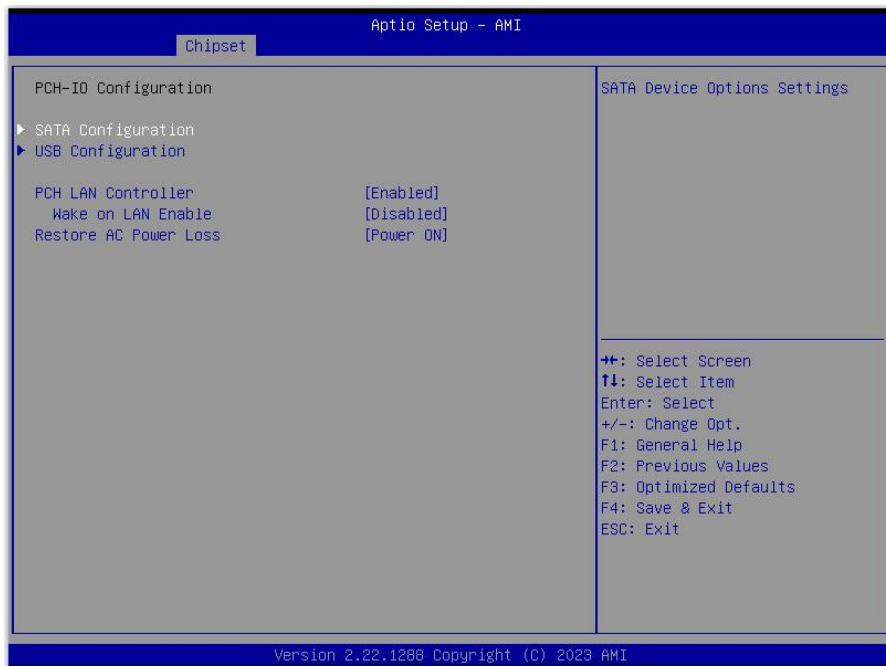 Aptio Setup – AMI
Chipset
PCH-IO Configuration
SATA Configuration
USB Configuration
PCH LAN Controller [Enabled]
Wake on LAN Enable [Disabled]
Restore AC Power Loss [Power ON]
SATA Device Options Settings
→←: Select Screen
↑↓: Select Item
Enter: Select
+/-: Change Opt.
F1: General Help
F2: Previous Values
F3: Optimized Defaults
F4: Save & Exit
ESC: Exit
Version 2.22.1288 Copyright (C) 2023 AMI